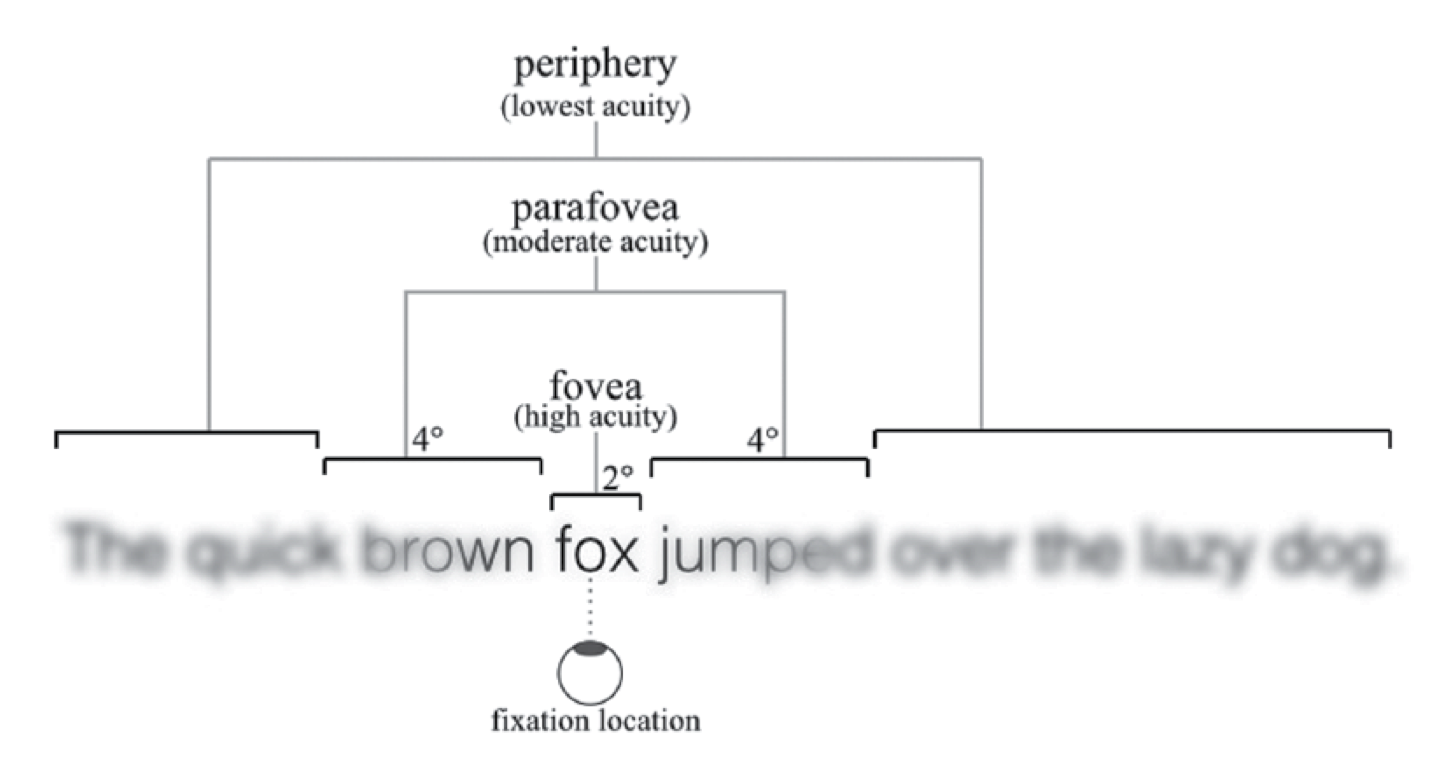 periphery
(lowest acuity)
parafovea
(moderate acuity)
fovea
(high acuity)
4°
4°
2°
The quick brown fox jumped over the lazy dog.
fixation location